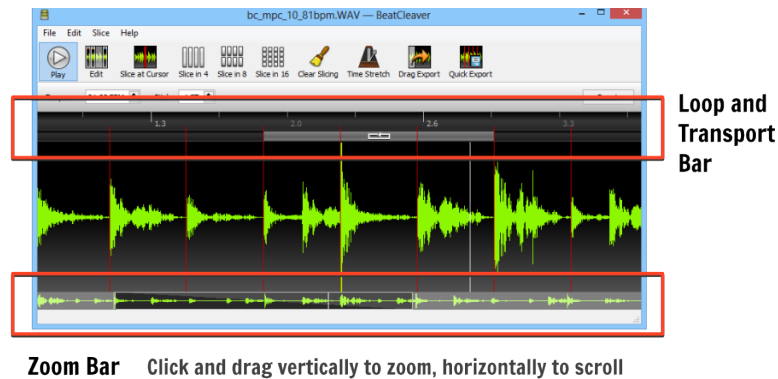 bc_mpc_10_81bpm.WAV — BeatCleaver
File Edit Slice Help
Play Edit Slice at Cursor Slice in 4 Slice in 8 Slice in 16 Clear Slicing Time Stretch Drag Export Quick Export
Loop and
Transport
Bar
1.3 2.0 2.6 3.3
Zoom Bar Click and drag vertically to zoom, horizontally to scroll